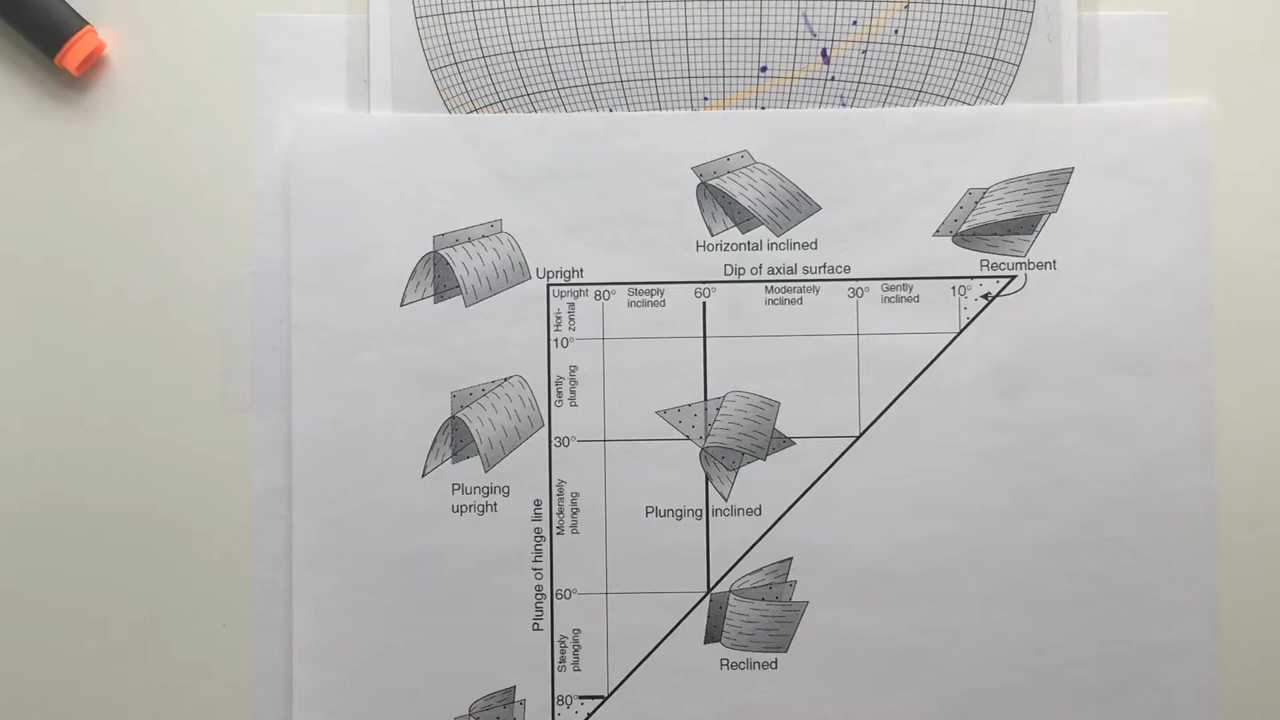 Horizontal inclined
Recumbent
Upright
Dip of axial surface
Upright 80° Steeply inclined 60° Moderately inclined 30° Gently inclined 10°
Hori-
zontal
10°
Gently
plunging
30°
Plunging
upright
Moderately
plunging
Plunging inclined
Plunge of hinge line
60°
Steeply
plunging
Reclined
80°